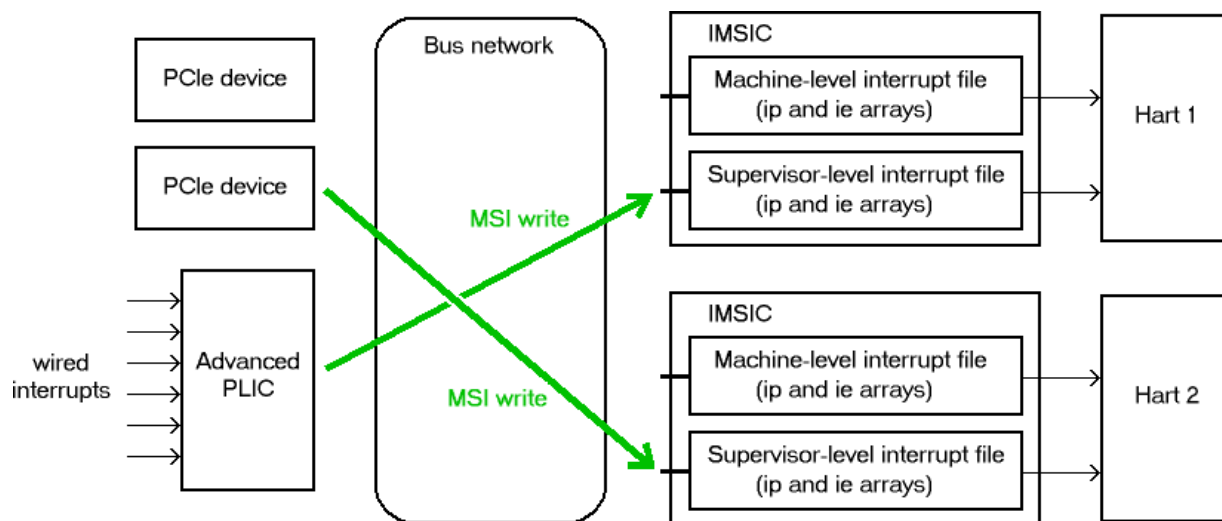 PCIe device
PCIe device
wired
interrupts
Advanced
PLIC
Bus network
MSI write
MSI write
IMSIC
Machine-level interrupt file
(ip and ie arrays)
Supervisor-level interrupt file
(ip and ie arrays)
Hart 1
IMSIC
Machine-level interrupt file
(ip and ie arrays)
Supervisor-level interrupt file
(ip and ie arrays)
Hart 2